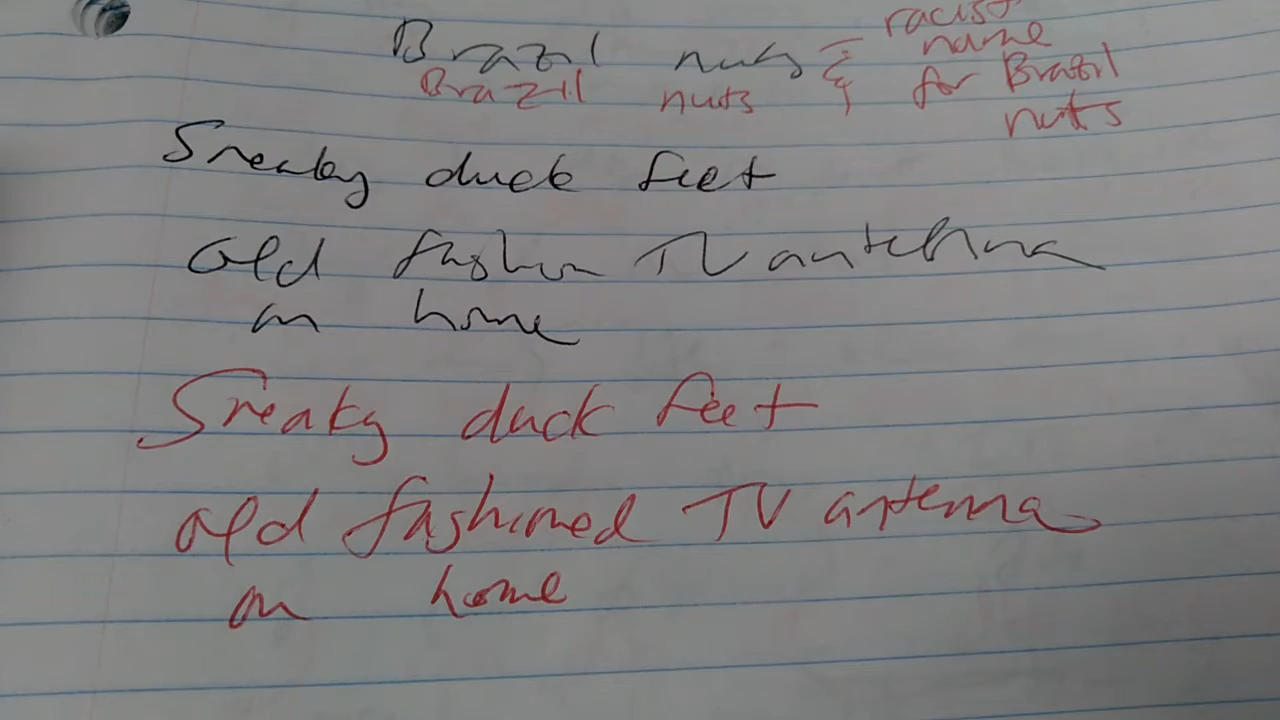 Brazil nuts & racist
name
Brazil nuts for Brazil
nuts
Sneaky duck feet
old fashion TV antenna
on home
Sneaky duck feet
old fashioned TV antenna
on home